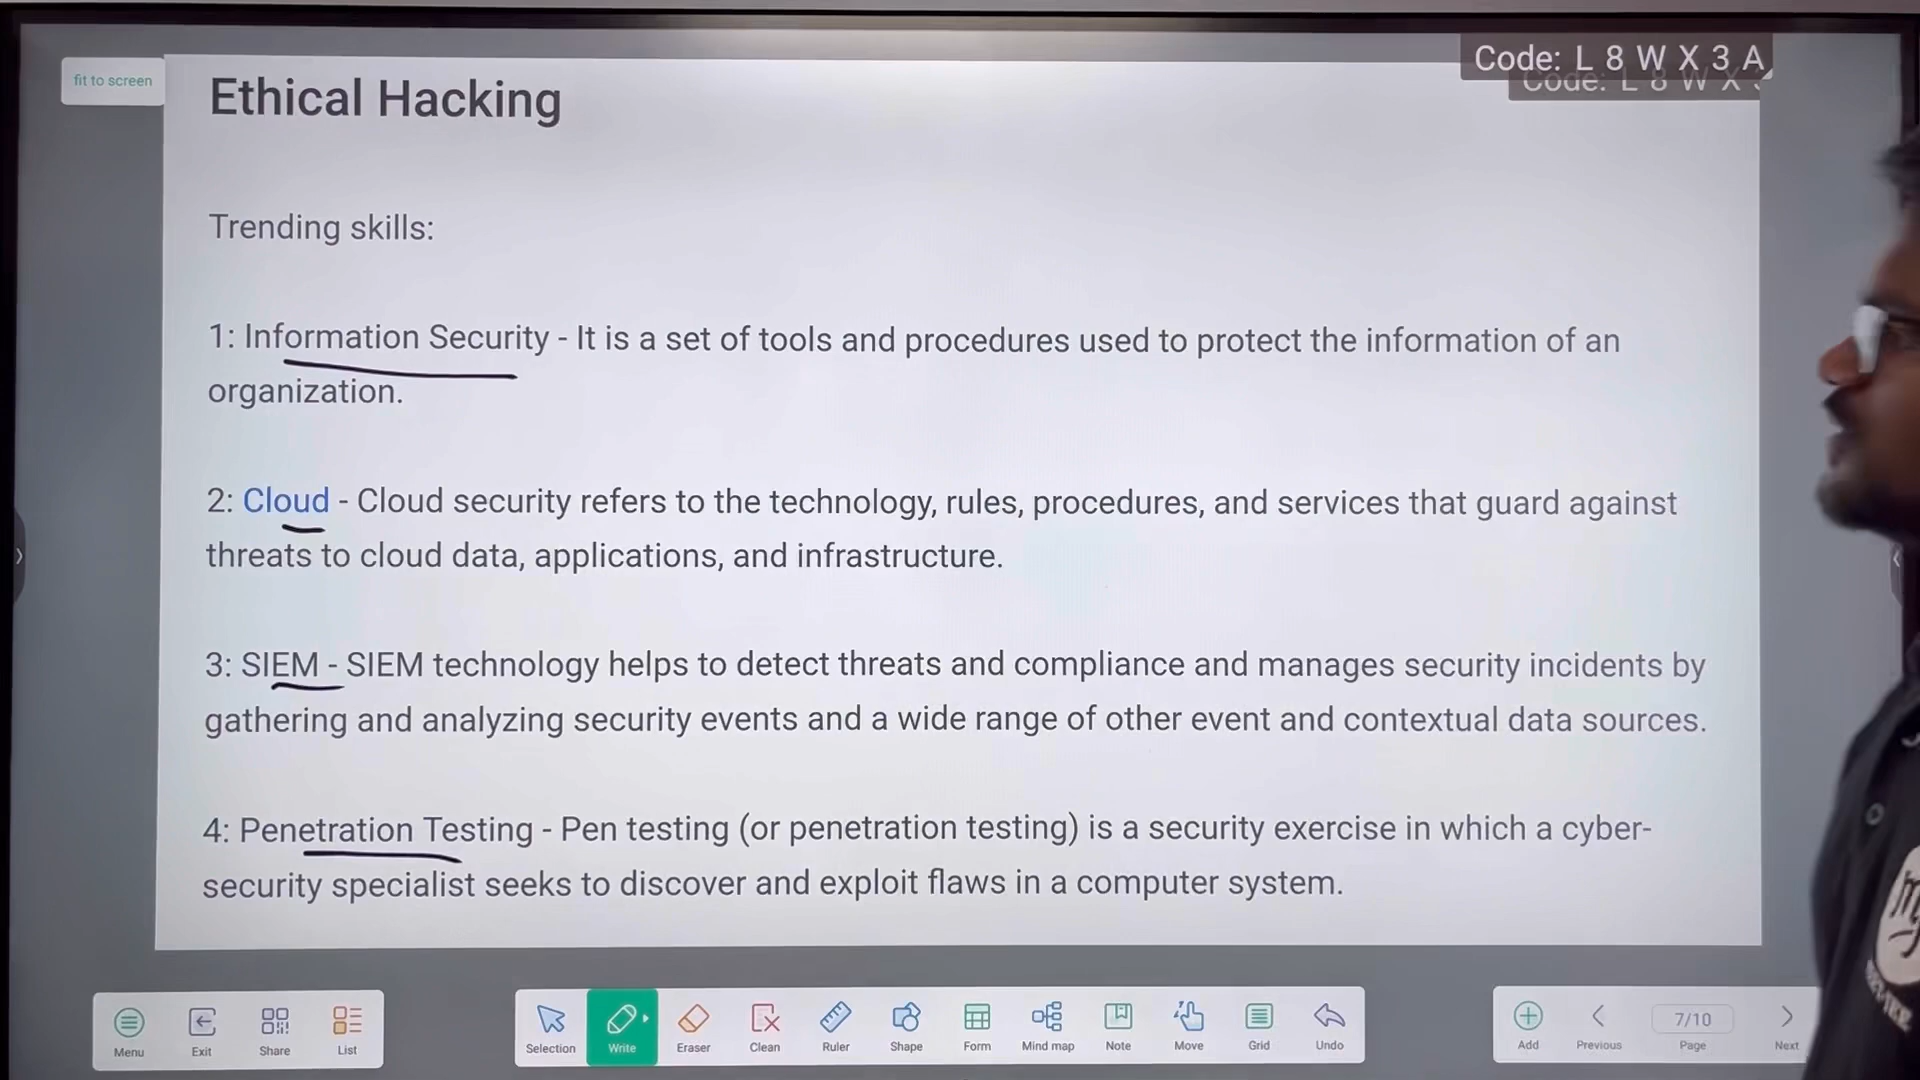 Code: L 8 W X 3 A
Code: L 8 W X
fit to screen
Ethical Hacking
Trending skills:
1: Information Security - It is a set of tools and procedures used to protect the information of an
organization.
2: Cloud - Cloud security refers to the technology, rules, procedures, and services that guard against
threats to cloud data, applications, and infrastructure.
3: SIEM - SIEM technology helps to detect threats and compliance and manages security incidents by
gathering and analyzing security events and a wide range of other event and contextual data sources.
4: Penetration Testing - Pen testing (or penetration testing) is a security exercise in which a cyber-
security specialist seeks to discover and exploit flaws in a computer system.
Menu Exit Share List
Selection Write Eraser Clean Ruler Shape Form Mind map Note Move Grid Undo
7/10
Add Previous Page Next